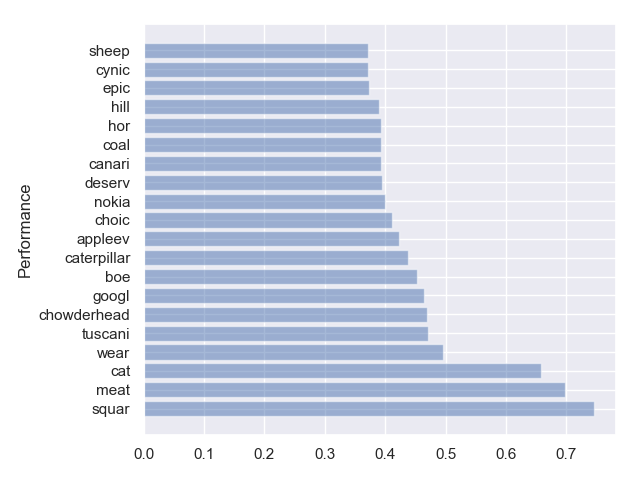 sheep
cynic
epic
hill
hor
coal
canari
deserv
nokia
choic
appleev
caterpillar
boe
googl
chowderhead
tuscani
wear
cat
meat
squar
Performance
0.0 0.1 0.2 0.3 0.4 0.5 0.6 0.7